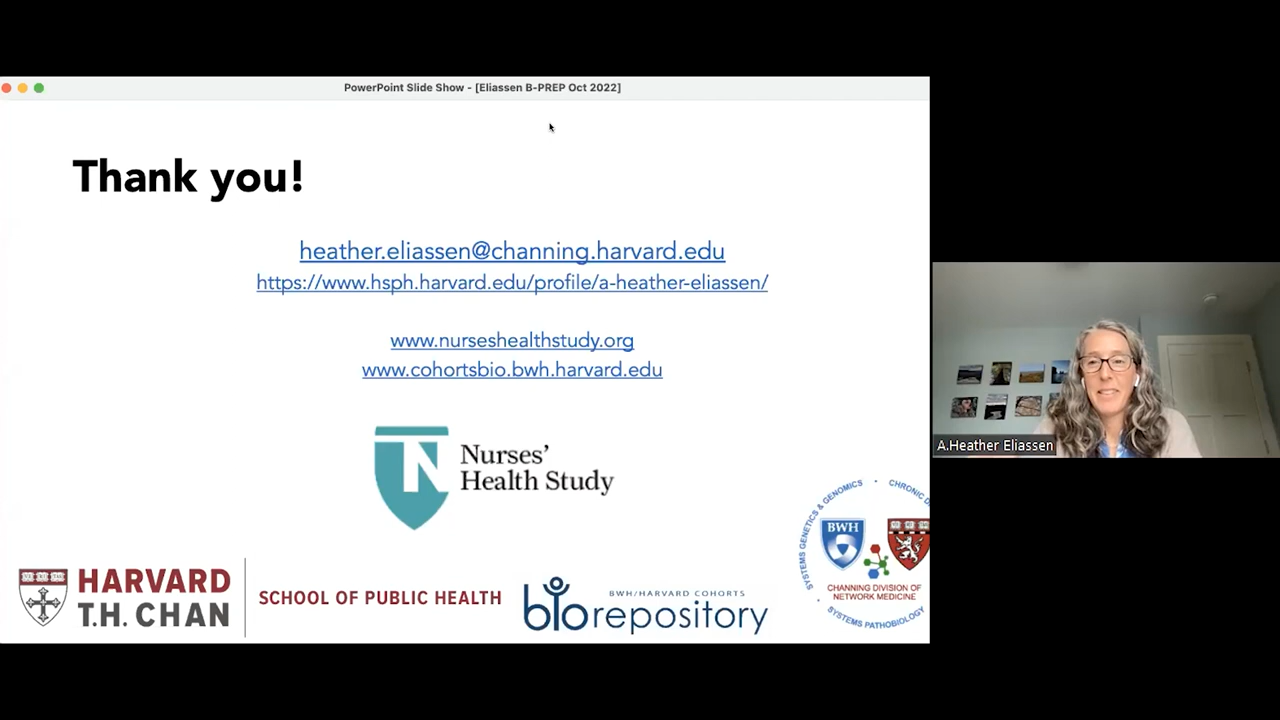 PowerPoint Slide Show - [Eliassen B-PREP Oct 2022]
Thank you!
heather.eliassen@channing.harvard.edu
https://www.hsph.harvard.edu/profile/a-heather-eliassen/
www.nurseshealthstudy.org
www.cohortsbio.bwh.harvard.edu
Nurses'
Health Study
A.Heather Eliassen
HARVARD
T.H. CHAN
SCHOOL OF PUBLIC HEALTH
BWH/HARVARD COHORTS
biorepository
SYSTEMS GENETICS & GENOMICS • CHRONIC
BWH
CHANNING DIVISION OF
NETWORK MEDICINE
• SYSTEMS PATHOBIOLOGY